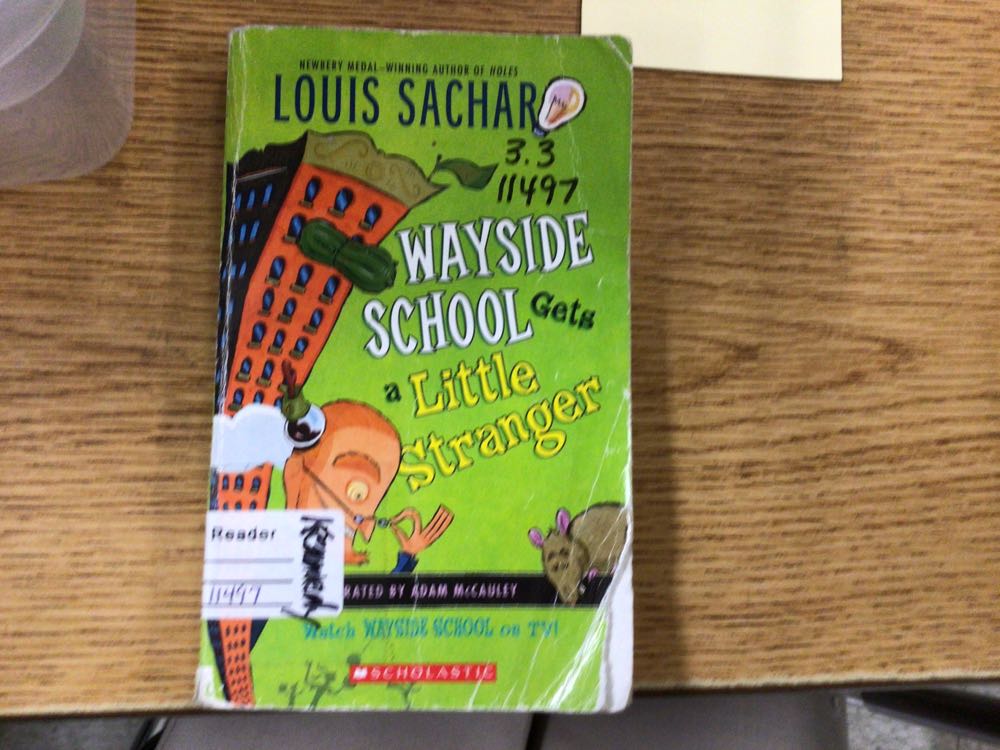 NEWBERY MEDAL–WINNING AUTHOR OF HOLES
LOUIS SACHAR
3.3
11497
WAYSIDE
SCHOOL Gets
a Little
Stranger
Reader
11497
RATED BY ADAM McCAULEY
Watch WAYSIDE SCHOOL on TV!
SCHOLASTIC